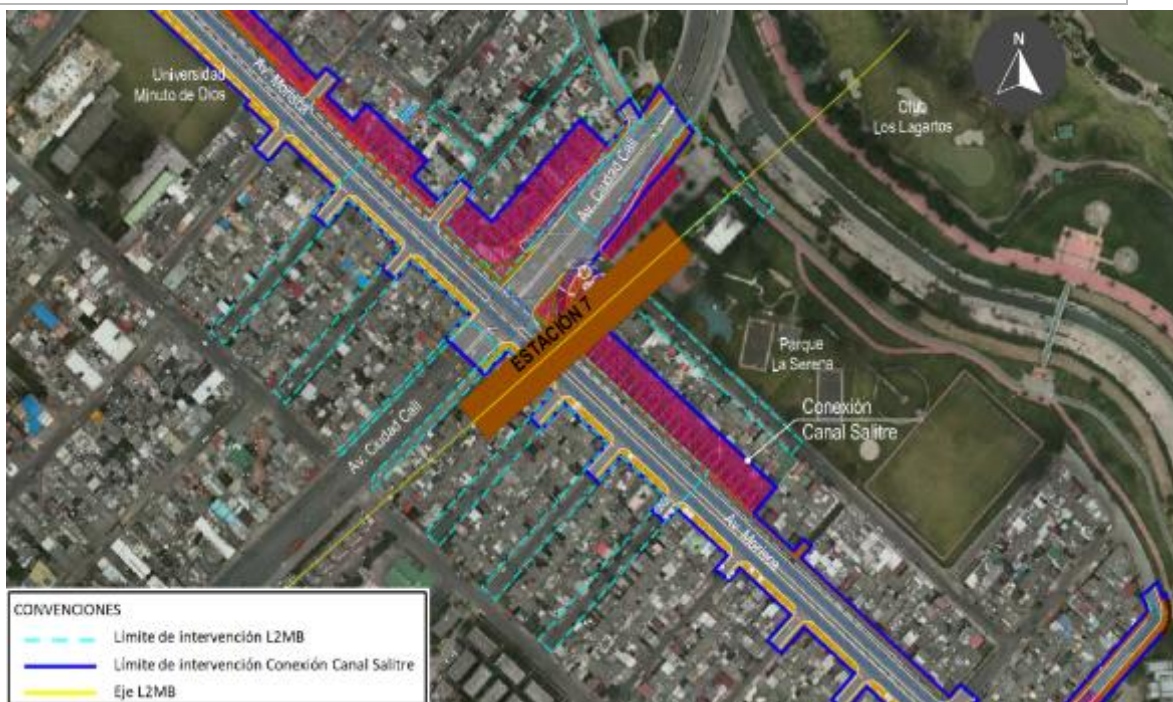 N
Universidad
Minuto de Dios
Av. Morisca
Club
Los Lagartos
Av. Ciudad Cali
ESTACIÓN 7
Parque
La Serena
Conexión
Canal Salitre
Av. Ciudad Cali
Av. Morisca
CONVENCIONES
Límite de intervención L2MB
Límite de intervención Conexión Canal Salitre
Eje L2MB